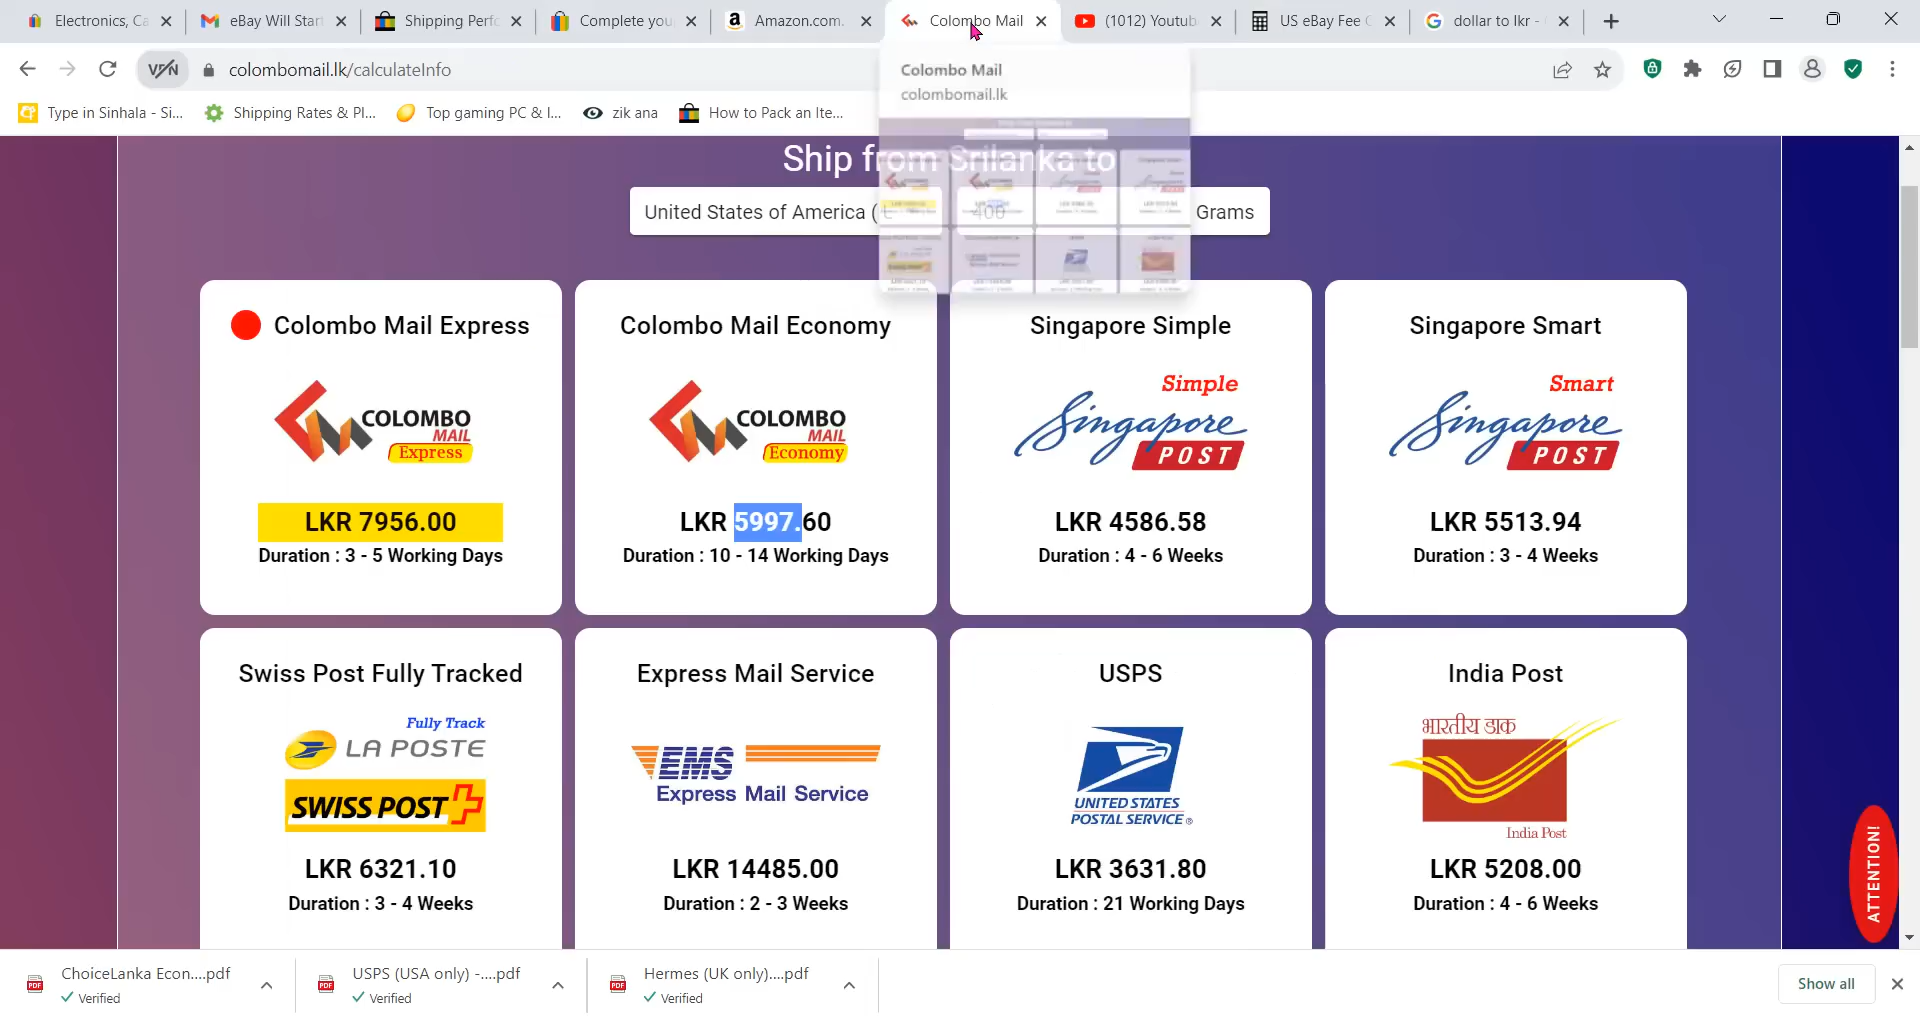 Electronics, Ca
eBay Will Start
Shipping Perfo
Complete you
Amazon.com.
Colombo Mail
(1012) Youtub
US eBay Fee C
dollar to lkr -
VPN
colombomail.lk/calculateInfo
Type in Sinhala - Si...
Shipping Rates & Pl...
Top gaming PC & l...
zik ana
How to Pack an Ite...
Colombo Mail
colombomail.lk
Ship from Srilanka to
United States of America (
400
Grams
Colombo Mail Express
Colombo Mail Economy
Singapore Simple
Singapore Smart
COLOMBO
MAIL
Express
COLOMBO
MAIL
Economy
Simple
Singapore
POST
Smart
Singapore
POST
LKR 7956.00
LKR 5997.60
LKR 4586.58
LKR 5513.94
Duration : 3 - 5 Working Days
Duration : 10 - 14 Working Days
Duration : 4 - 6 Weeks
Duration : 3 - 4 Weeks
Swiss Post Fully Tracked
Express Mail Service
USPS
India Post
Fully Track
LA POSTE
SWISS POST
EMS
Express Mail Service
UNITED STATES
POSTAL SERVICE®
भारतीय डाक
India Post
LKR 6321.10
LKR 14485.00
LKR 3631.80
LKR 5208.00
Duration : 3 - 4 Weeks
Duration : 2 - 3 Weeks
Duration : 21 Working Days
Duration : 4 - 6 Weeks
ATTENTION!
ChoiceLanka Econ....pdf
Verified
USPS (USA only) -....pdf
Verified
Hermes (UK only)....pdf
Verified
Show all